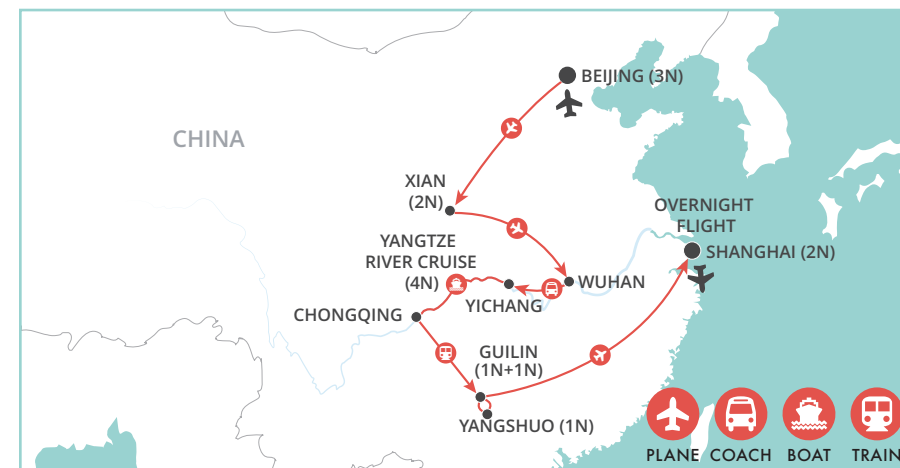 BEIJING (3N)
CHINA
XIAN
(2N)
OVERNIGHT
FLIGHT
SHANGHAI (2N)
YANGTZE
RIVER CRUISE
(4N)
WUHAN
YICHANG
CHONGQING
GUILIN
(1N+1N)
YANGSHUO (1N)
PLANE
COACH
BOAT
TRAIN